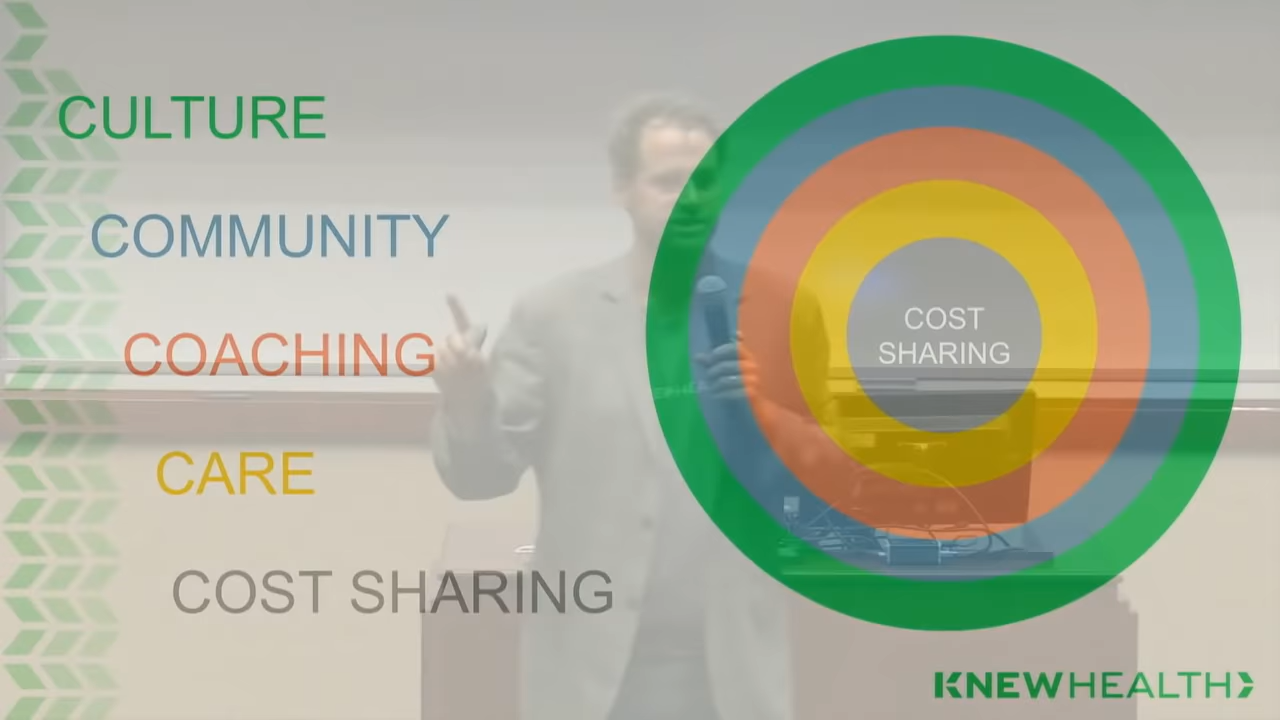 CULTURE
COMMUNITY
COACHING
CARE
COST SHARING
COST
SHARING
KNEWHEALTH